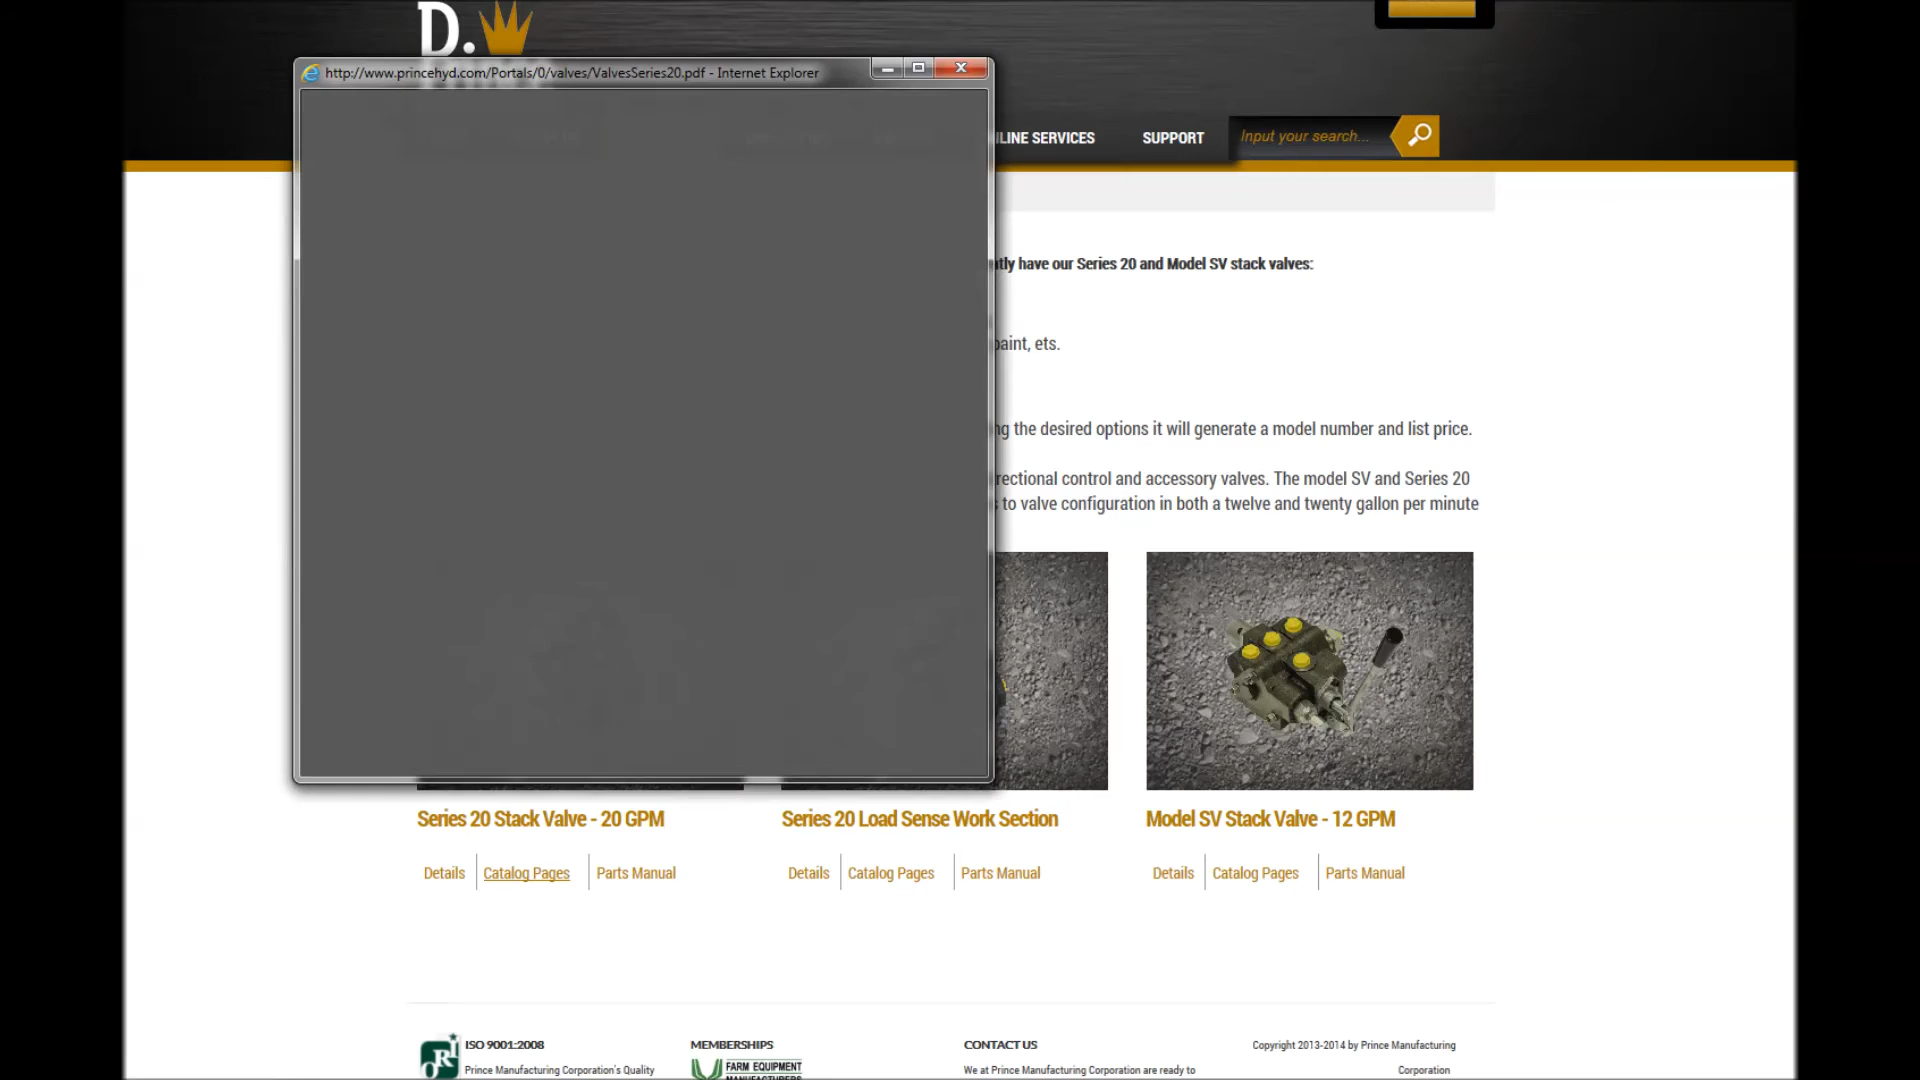 D.
http://www.princehyd.com/Portals/0/valves/ValvesSeries20.pdf - Internet Explorer
LINE SERVICES
SUPPORT
Input your search...
have our Series 20 and Model SV stack valves:
paint, ets.
the desired options it will generate a model number and list price.
control and accessory valves. The model SV and Series 20
to valve configuration in both a twelve and twenty gallon per minute
Series 20 Stack Valve - 20 GPM
Series 20 Load Sense Work Section
Model SV Stack Valve - 12 GPM
Details
Catalog Pages
Parts Manual
Details
Catalog Pages
Parts Manual
Details
Catalog Pages
Parts Manual
ISO 9001:2008
Prince Manufacturing Corporation's Quality
MEMBERSHIPS
FARM EQUIPMENT
MANUFACTURERS
CONTACT US
We at Prince Manufacturing Corporation are ready to
Copyright 2013-2014 by Prince Manufacturing
Corporation